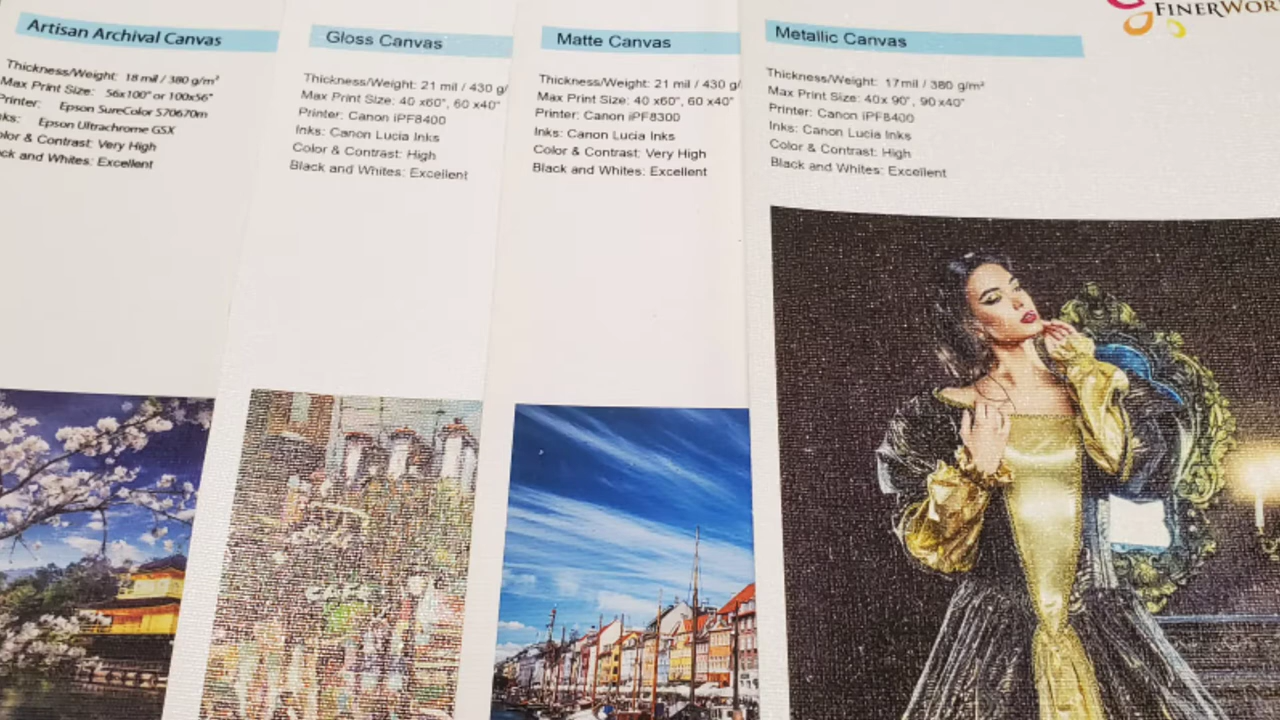 Artisan Archival Canvas
Thickness/Weight: 18 mil / 380 g/m²
Max Print Size: 56x100" or 100x56"
Printer: Epson SureColor S70670m
ks: Epson Ultrachrome GSX
lor & Contrast: Very High
ck and Whites: Excellent
Gloss Canvas
Thickness/Weight: 21 mil / 430 g/
Max Print Size: 40 x60", 60 x40"
Printer: Canon iPF8400
Inks: Canon Lucia Inks
Color & Contrast: High
Black and Whites: Excellent
Matte Canvas
Thickness/Weight: 21 mil / 430 g/
Max Print Size: 40 x60", 60 x40"
Printer: Canon iPF8300
Inks: Canon Lucia Inks
Color & Contrast: Very High
Black and Whites: Excellent
FINERWOR
Metallic Canvas
Thickness/Weight: 17mil / 380 g/m²
Max Print Size: 40x 90", 90x40"
Printer: Canon iPF8400
Inks: Canon Lucia Inks
Color & Contrast: High
Black and Whites: Excellent